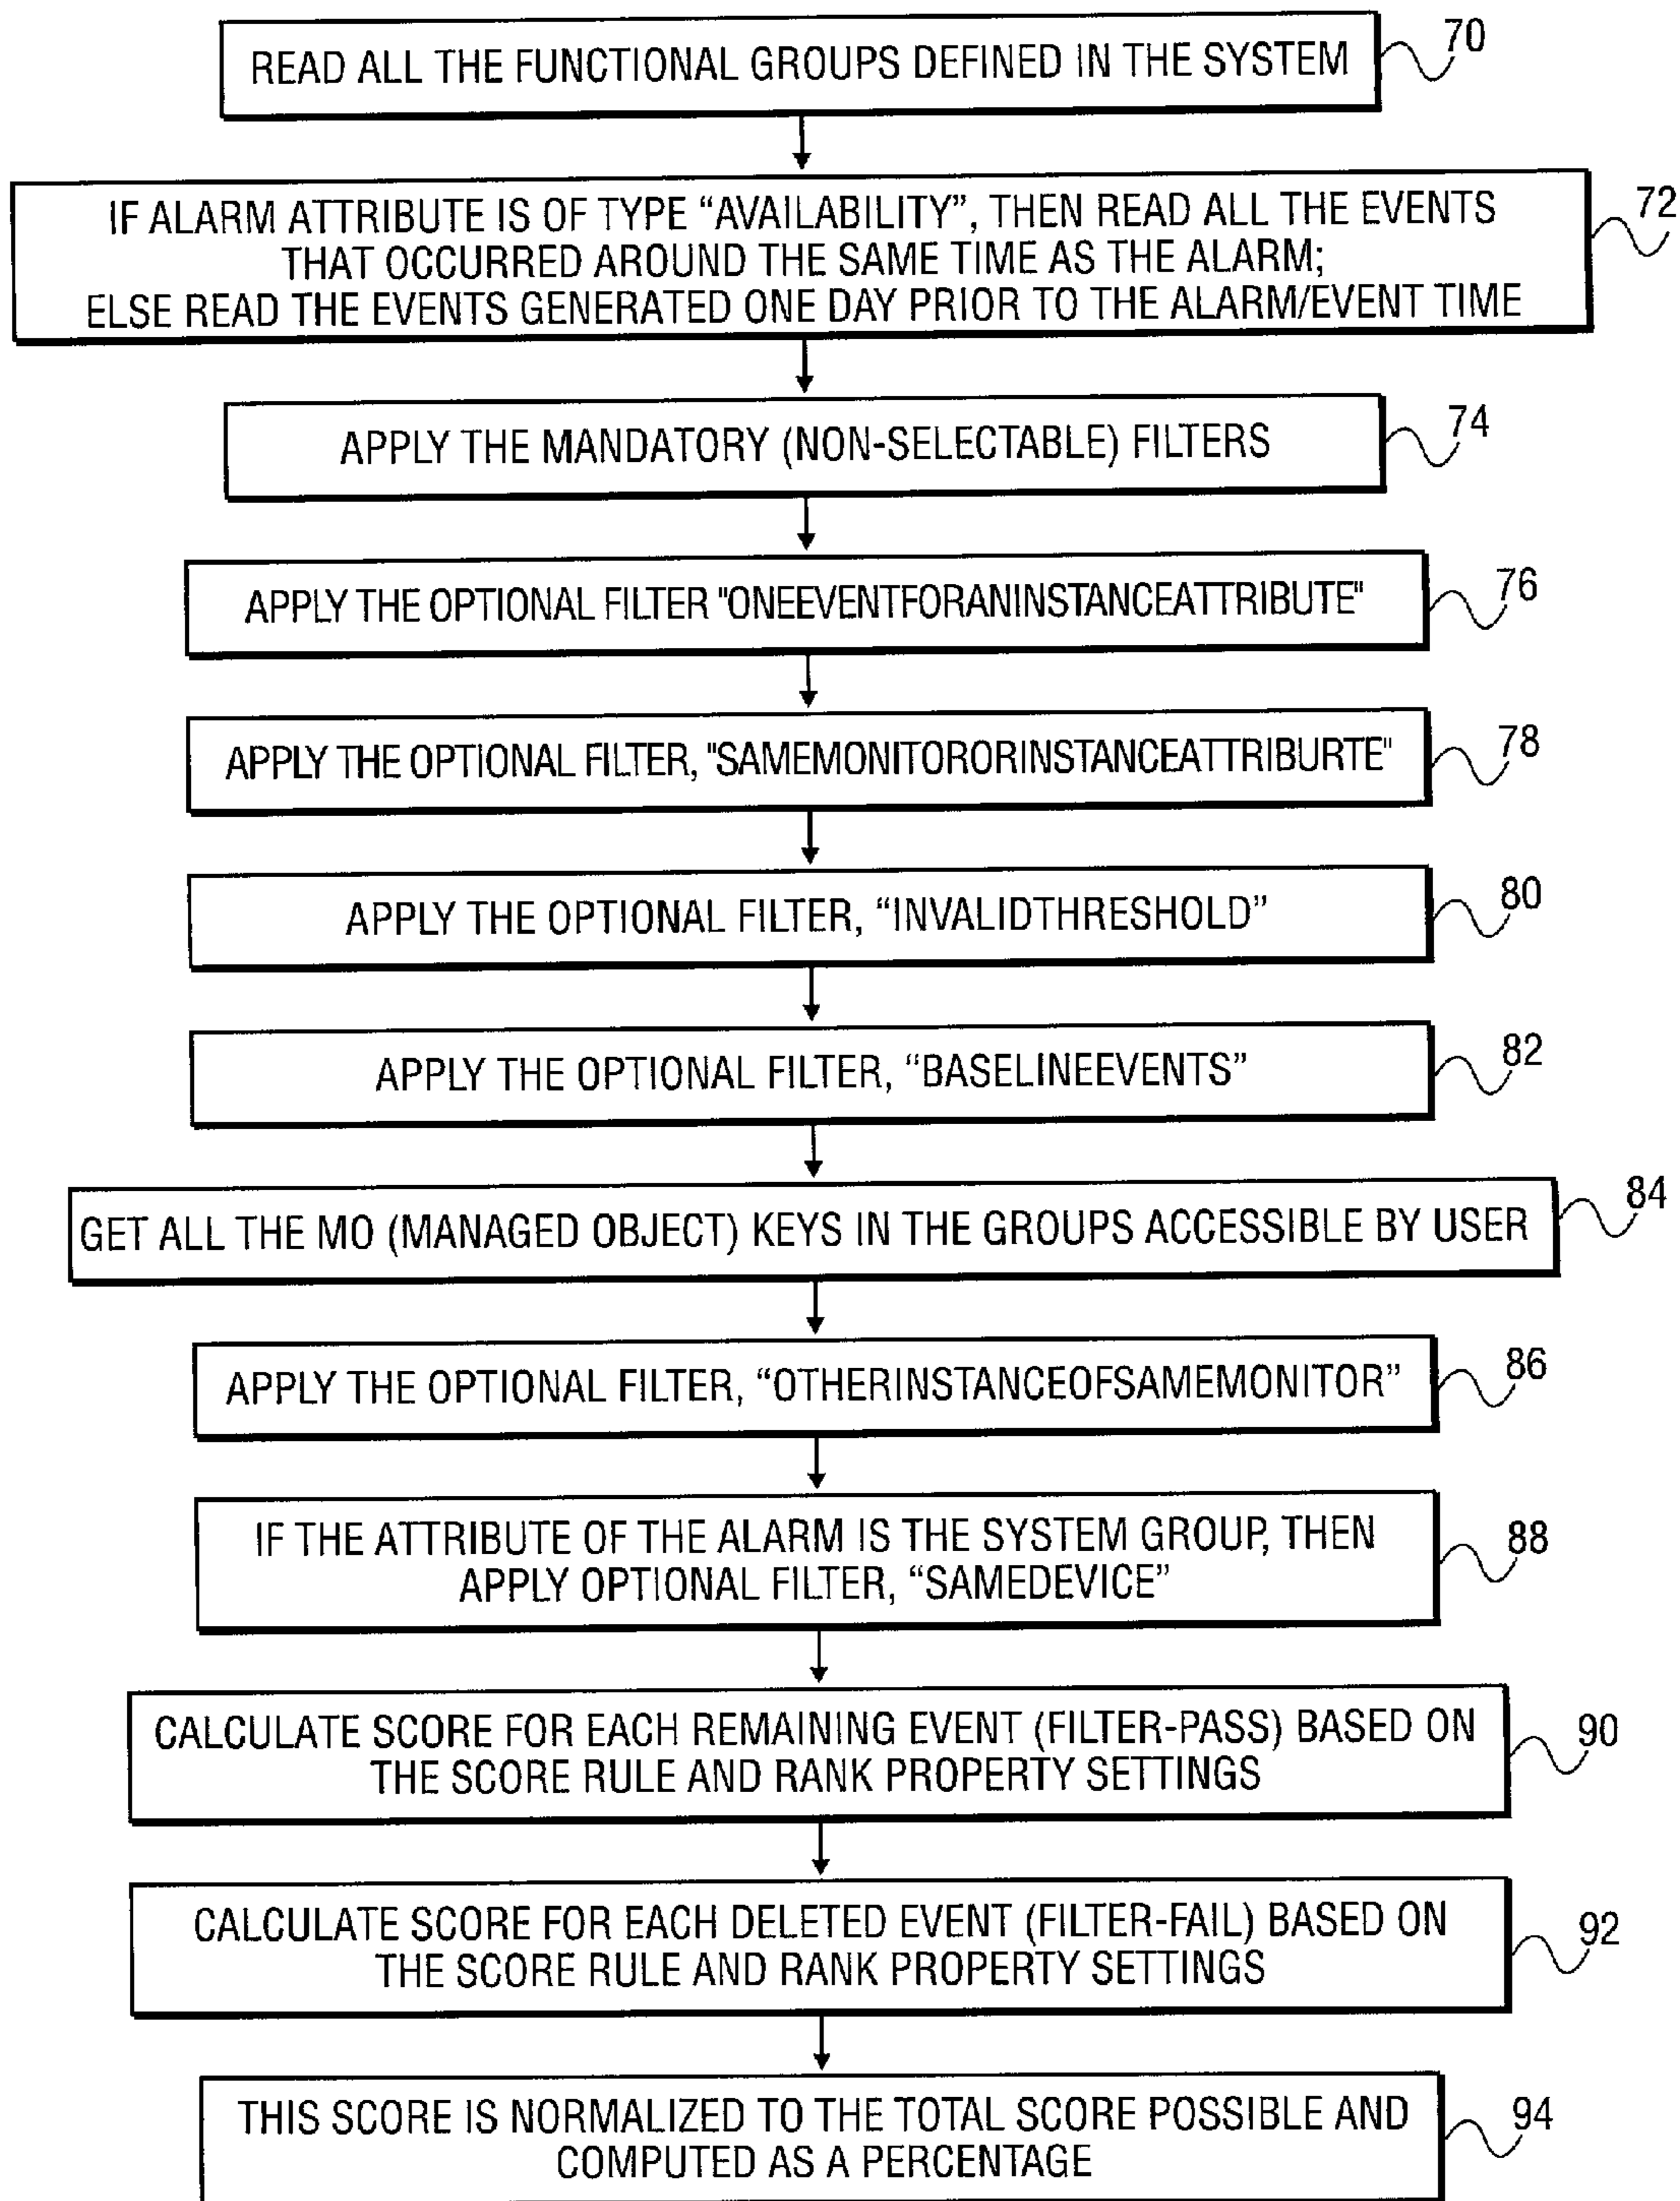 READ ALL THE FUNCTIONAL GROUPS DEFINED IN THE SYSTEM
70
IF ALARM ATTRIBUTE IS OF TYPE “AVAILABILITY”, THEN READ ALL THE EVENTS
THAT OCCURRED AROUND THE SAME TIME AS THE ALARM;
ELSE READ THE EVENTS GENERATED ONE DAY PRIOR TO THE ALARM/EVENT TIME
72
APPLY THE MANDATORY (NON-SELECTABLE) FILTERS
74
APPLY THE OPTIONAL FILTER "ONEEVENTFORANINSTANCEATTRIBUTE"
76
APPLY THE OPTIONAL FILTER, "SAMEMONITORORINSTANCEATTRIBURTE"
78
APPLY THE OPTIONAL FILTER, “INVALIDTHRESHOLD”
80
APPLY THE OPTIONAL FILTER, “BASELINEEVENTS”
82
GET ALL THE MO (MANAGED OBJECT) KEYS IN THE GROUPS ACCESSIBLE BY USER
84
APPLY THE OPTIONAL FILTER, “OTHERINSTANCEOFSAMEMONITOR”
86
IF THE ATTRIBUTE OF THE ALARM IS THE SYSTEM GROUP, THEN
APPLY OPTIONAL FILTER, “SAMEDEVICE”
88
CALCULATE SCORE FOR EACH REMAINING EVENT (FILTER-PASS) BASED ON
THE SCORE RULE AND RANK PROPERTY SETTINGS
90
CALCULATE SCORE FOR EACH DELETED EVENT (FILTER-FAIL) BASED ON
THE SCORE RULE AND RANK PROPERTY SETTINGS
92
THIS SCORE IS NORMALIZED TO THE TOTAL SCORE POSSIBLE AND
COMPUTED AS A PERCENTAGE
94